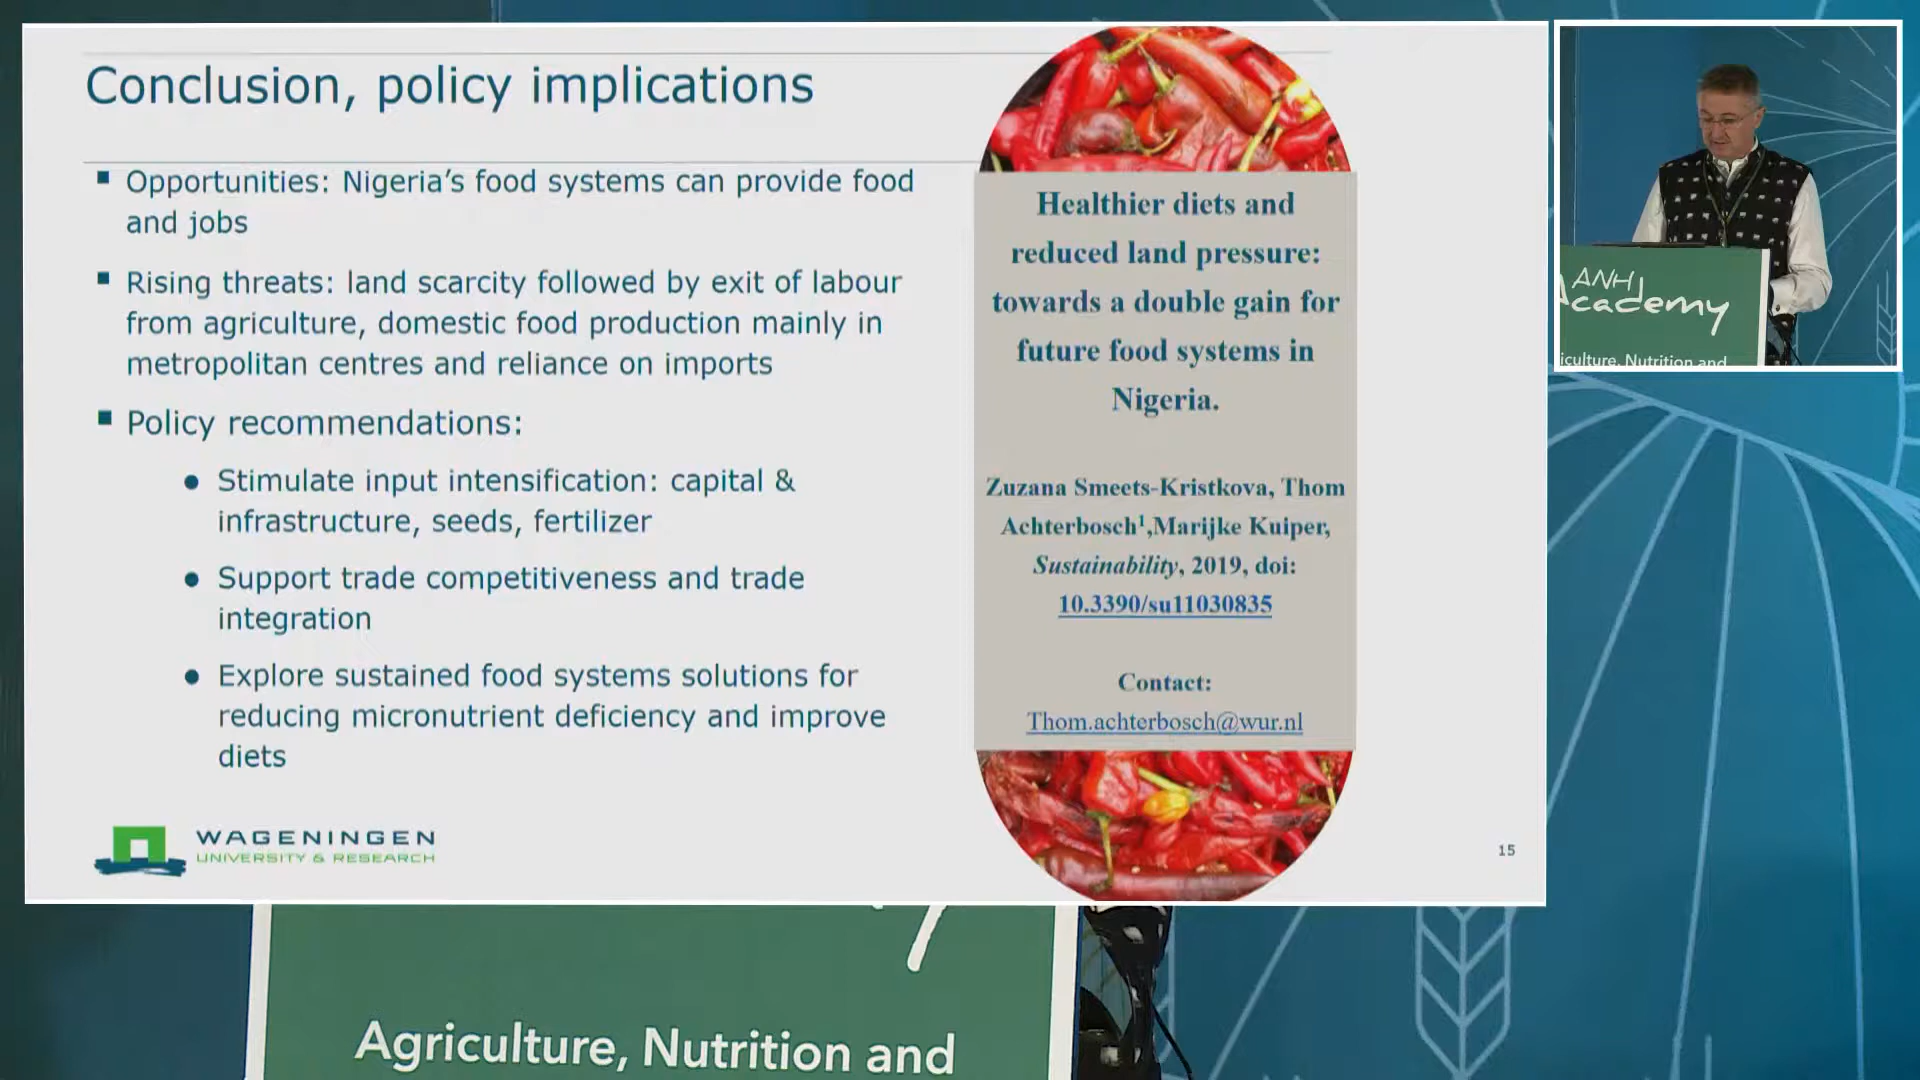 Conclusion, policy implications
Opportunities: Nigeria's food systems can provide food
and jobs
Rising threats: land scarcity followed by exit of labour
from agriculture, domestic food production mainly in
metropolitan centres and reliance on imports
Policy recommendations:
Stimulate input intensification: capital &
infrastructure, seeds, fertilizer
Support trade competitiveness and trade
integration
Explore sustained food systems solutions for
reducing micronutrient deficiency and improve
diets
WAGENINGEN
UNIVERSITY & RESEARCH
Healthier diets and
reduced land pressure:
towards a double gain for
future food systems in
Nigeria.
Zuzana Smeets-Kristkova, Thom
Achterbosch¹,Marijke Kuiper,
Sustainability, 2019, doi:
10.3390/su11030835
Contact:
Thom.achterbosch@wur.nl
15
ANH
Academy
iculture, Nutrition and
Agriculture, Nutrition and